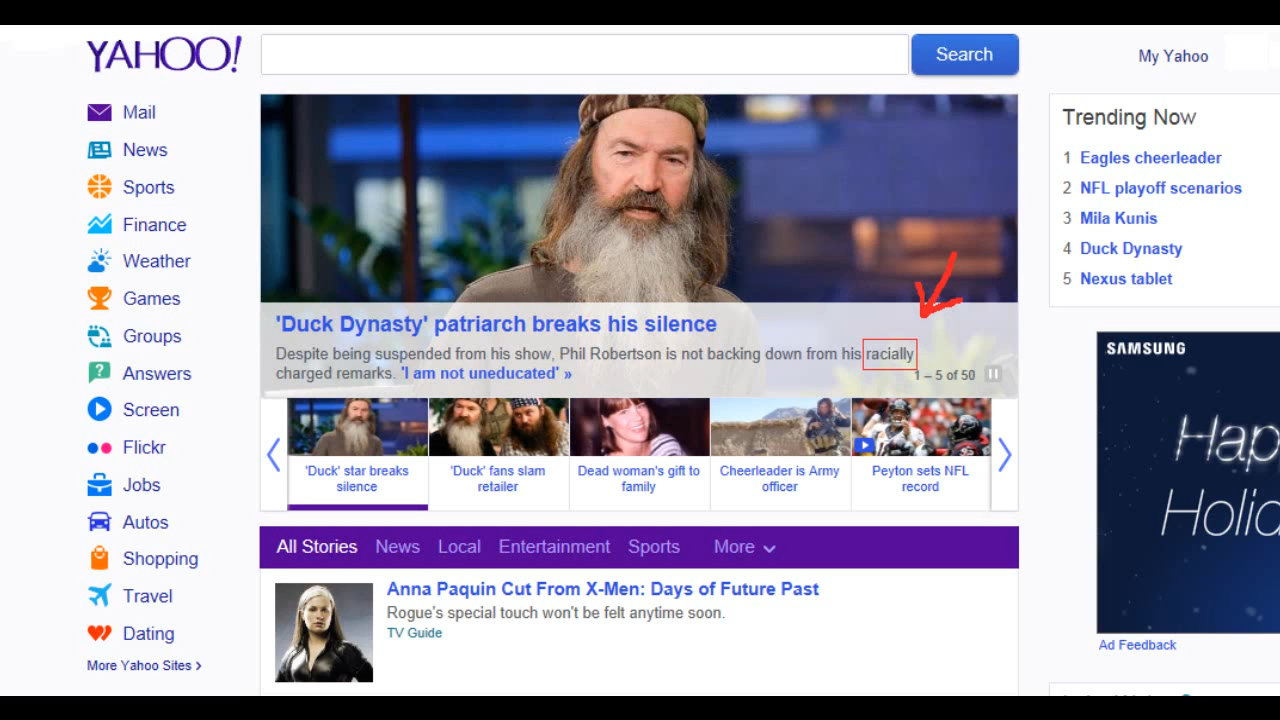 YAHOO!
Search
My Yahoo
Mail
News
Sports
Finance
Weather
Games
Groups
Answers
Screen
Flickr
Jobs
Autos
Shopping
Travel
Dating
More Yahoo Sites >
'Duck Dynasty' patriarch breaks his silence
Despite being suspended from his show, Phil Robertson is not backing down from his racially
charged remarks. 'I am not uneducated' »
1 – 5 of 50
'Duck' star breaks
silence
'Duck' fans slam
retailer
Dead woman's gift to
family
Cheerleader is Army
officer
Peyton sets NFL
record
All Stories News Local Entertainment Sports More
Anna Paquin Cut From X-Men: Days of Future Past
Rogue's special touch won't be felt anytime soon.
TV Guide
Trending Now
1 Eagles cheerleader
2 NFL playoff scenarios
3 Mila Kunis
4 Duck Dynasty
5 Nexus tablet
SAMSUNG
Hap
Holid
Ad Feedback